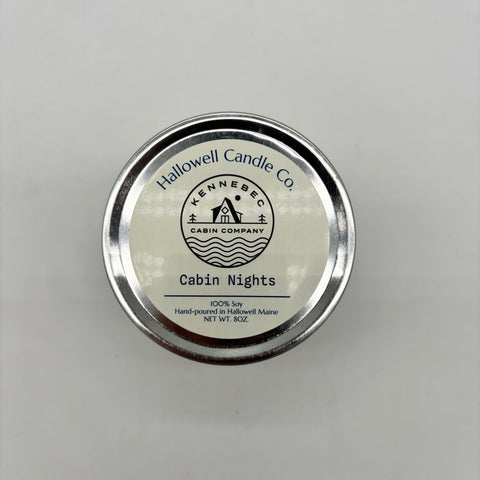 Hallowell Candle Co.
KENNEBEC
CABIN COMPANY
Cabin Nights
100% Soy
Hand-poured in Hallowell Maine
NET WT. 8OZ.